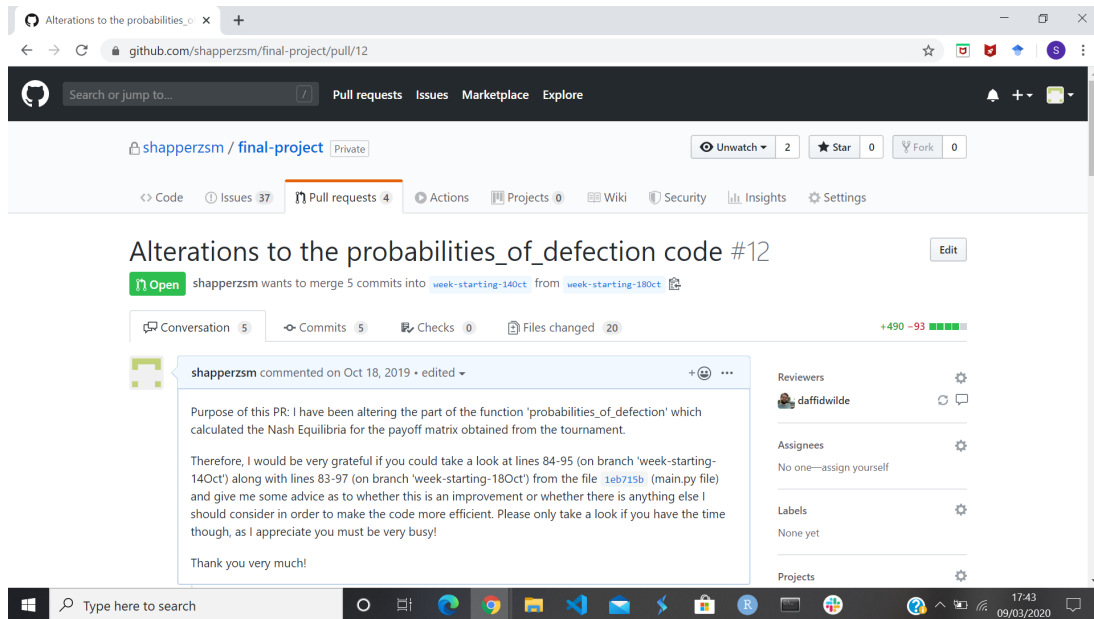 Alterations to the probabilities_o
github.com/shapperzsm/final-project/pull/12
S
Search or jump to...
/
Pull requests Issues Marketplace Explore
shapperzsm / final-project Private
Unwatch 2 Star 0 Fork 0
Code Issues 37 Pull requests 4 Actions Projects 0 Wiki Security Insights Settings
Alterations to the probabilities_of_defection code #12
Edit
Open shapperzsm wants to merge 5 commits into week-starting-14Oct from week-starting-18Oct
Conversation 5 Commits 5 Checks 0 Files changed 20
+490 −93
shapperzsm commented on Oct 18, 2019 • edited
Purpose of this PR: I have been altering the part of the function 'probabilities_of_defection' which
calculated the Nash Equilibria for the payoff matrix obtained from the tournament.
Therefore, I would be very grateful if you could take a look at lines 84-95 (on branch 'week-starting-
14Oct') along with lines 83-97 (on branch 'week-starting-18Oct') from the file 1eb715b (main.py file)
and give me some advice as to whether this is an improvement or whether there is anything else I
should consider in order to make the code more efficient. Please only take a look if you have the time
though, as I appreciate you must be very busy!
Thank you very much!
Reviewers
daffidwilde
Assignees
No one—assign yourself
Labels
None yet
Projects
Type here to search
R
17:43
09/03/2020